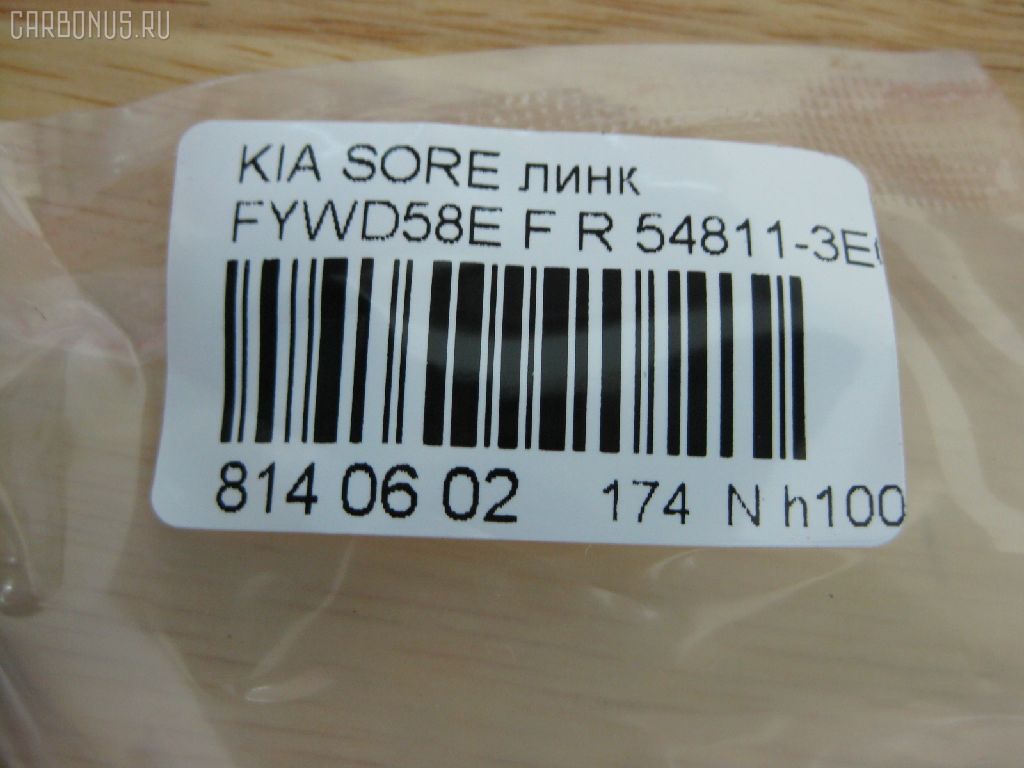 CARBONUS.RU
KIA SORE линк
FYWD58E F R 54811-3E
814 06 02 174 N h100